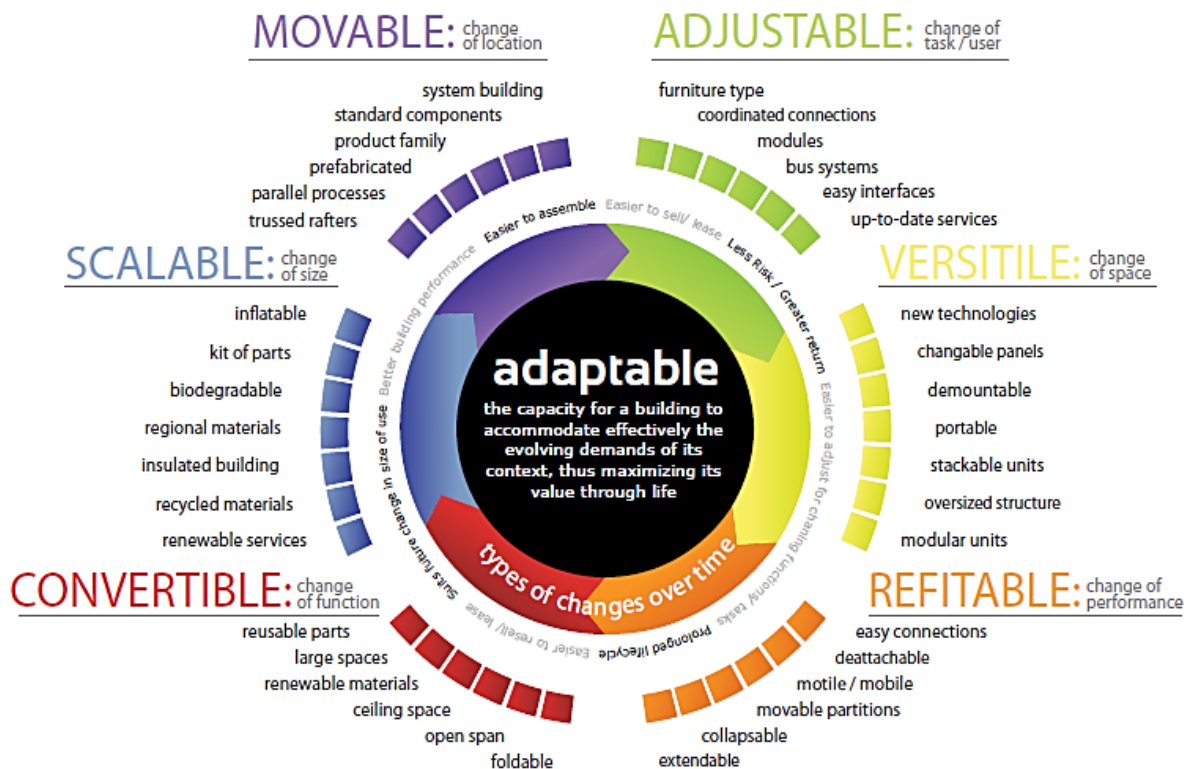 MOVABLE: change
of location
system building
standard components
product family
prefabricated
parallel processes
trussed rafters
ADJUSTABLE: change of
task / user
furniture type
coordinated connections
modules
bus systems
easy interfaces
up-to-date services
SCALABLE: change
of size
inflatable
kit of parts
biodegradable
regional materials
insulated building
recycled materials
renewable services
VERSITILE: change
of space
new technologies
changable panels
demountable
portable
stackable units
oversized structure
modular units
CONVERTIBLE: change
of function
reusable parts
large spaces
renewable materials
ceiling space
open span
foldable
REFITABLE: change of
performance
easy connections
deattachable
motile / mobile
movable partitions
collapsable
extendable
Easier to assemble
Easier to sell/ lease
Less Risk / Greater return
Easier to adjust for chaning functions/ tasks
Prolonged lifecycle
Easier to resell/ lease
Suits future change in size of use
Better building performance
adaptable
the capacity for a building to
accommodate effectively the
evolving demands of its
context, thus maximizing its
value through life
types of changes over time